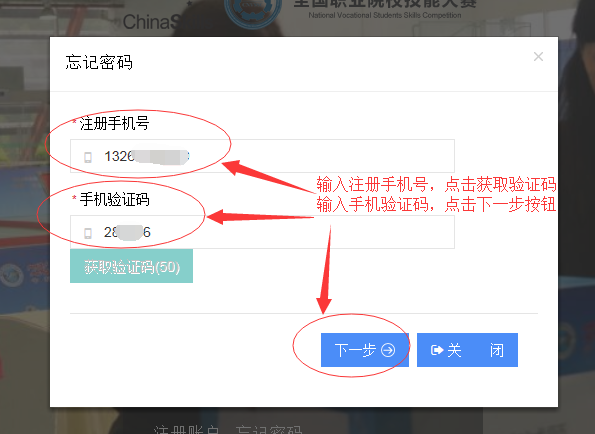 ChinaS
全国职业院校技能大赛
National Vocational Students Skills Competition
忘记密码
×
*注册手机号
1326
*手机验证码
28 6
获取验证码(50)
输入注册手机号，点击获取验证码
输入手机验证码，点击下一步按钮
下一步
关 闭
注册账户 忘记密码